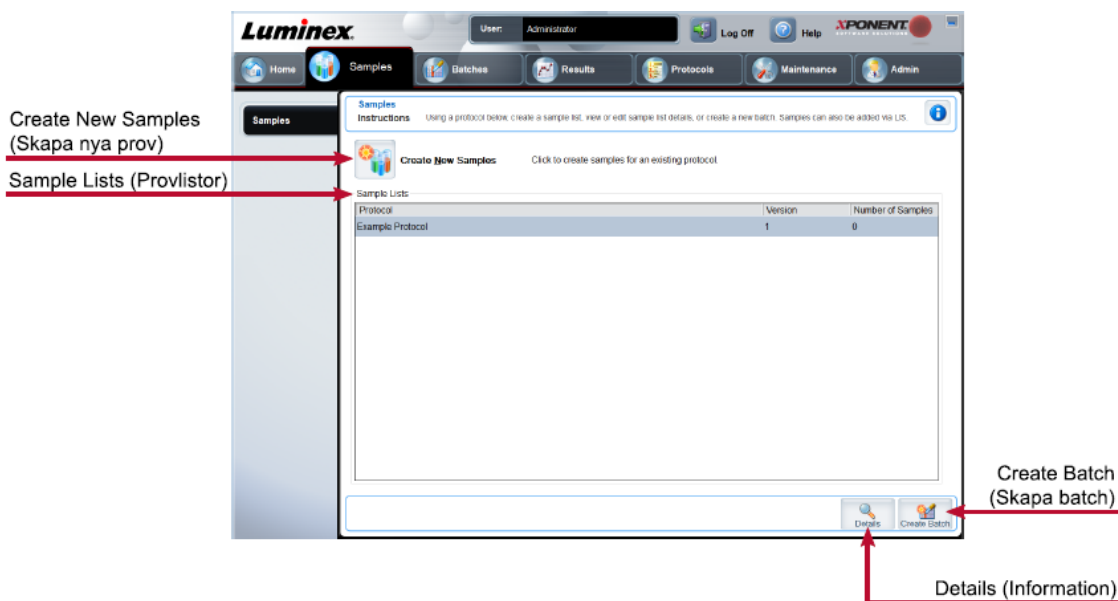 Luminex
User: Administrator
Log Off
Help
XPONENT
SOFTWARE SOLUTIONS
Home
Samples
Batches
Results
Protocols
Maintenance
Admin
Samples
Samples
Instructions Using a protocol below, create a sample list, view or edit sample list details, or create a new batch. Samples can also be added via LIS.
Create New Samples
(Skapa nya prov)
Create New Samples Click to create samples for an existing protocol
Sample Lists (Provlistor)
Sample Lists
Protocol Version Number of Samples
Example Protocol 1 0
Create Batch
(Skapa batch)
Details
Create Batch
Details (Information)